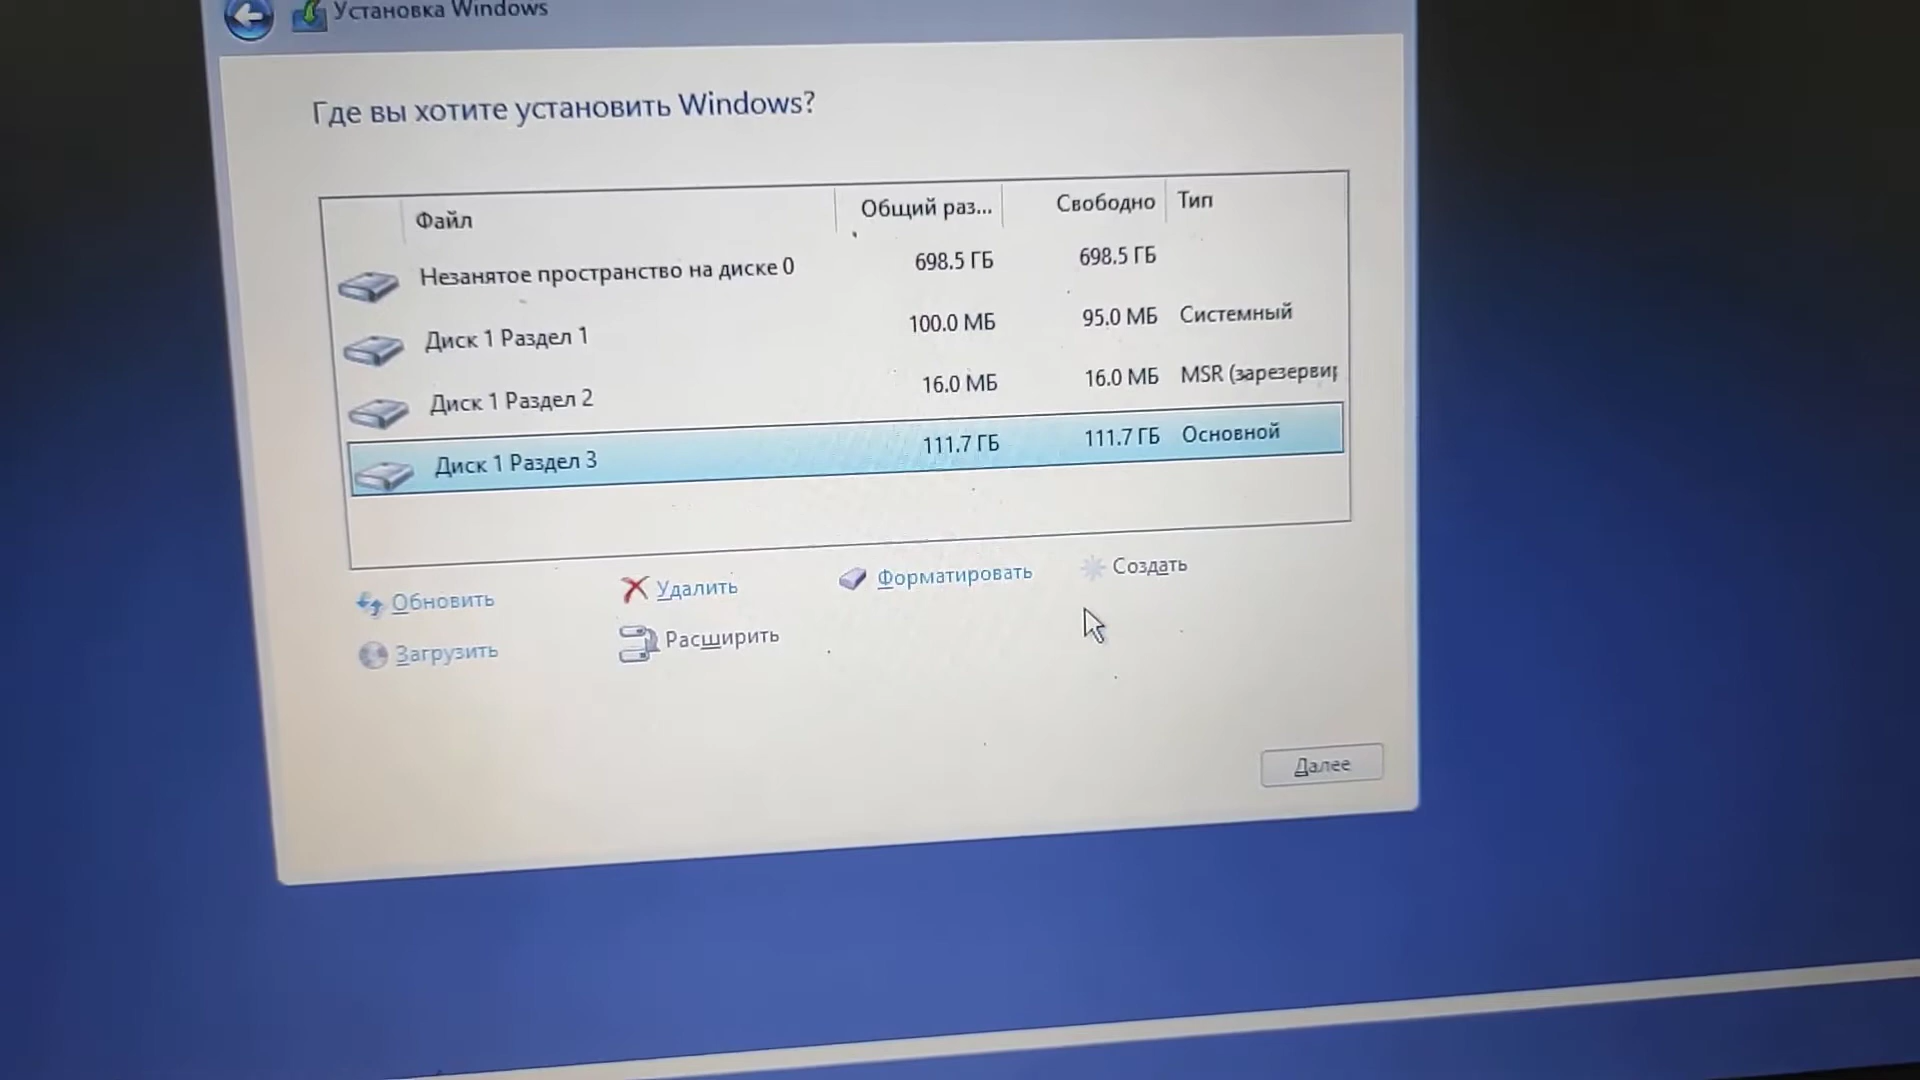 Установка Windows
Где вы хотите установить Windows?
Файл Общий раз... Свободно Тип
Незанятое пространство на диске 0 698.5 ГБ 698.5 ГБ
Диск 1 Раздел 1 100.0 МБ 95.0 МБ Системный
Диск 1 Раздел 2 16.0 МБ 16.0 МБ MSR (зарезервир
Диск 1 Раздел 3 111.7 ГБ 111.7 ГБ Основной
Обновить Удалить Форматировать Создать
Загрузить Расширить
Далее